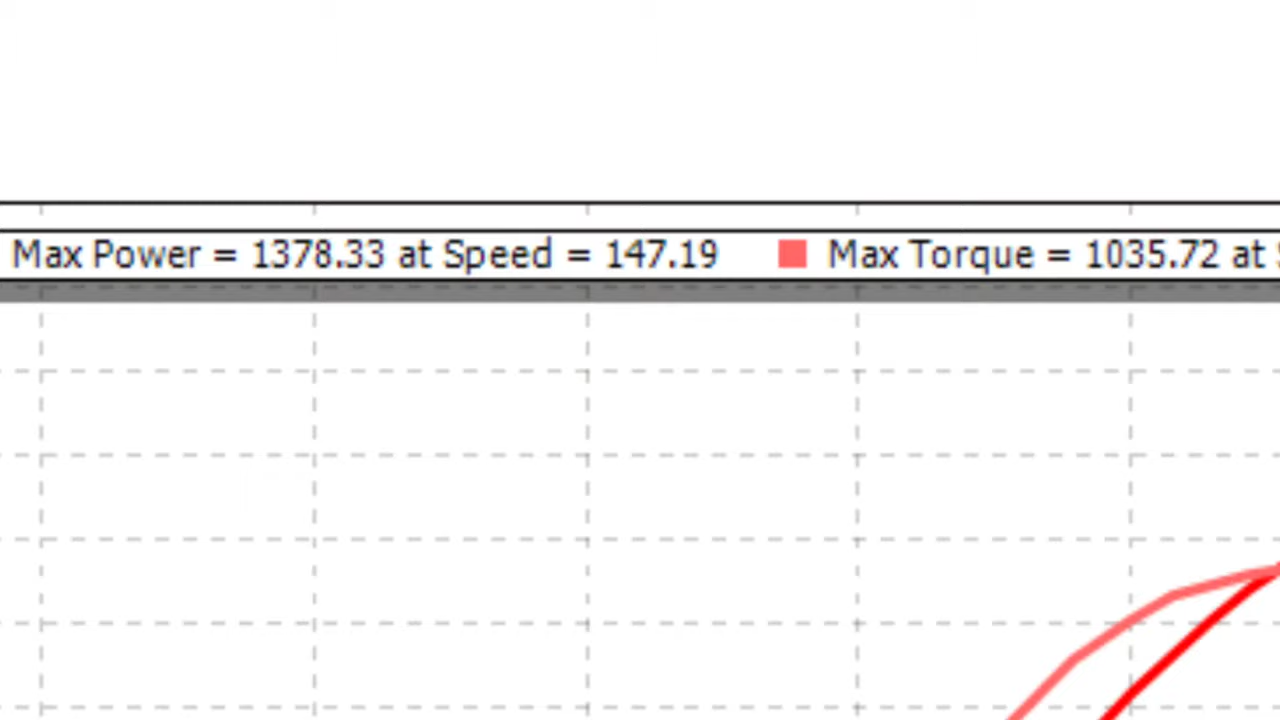 Max Power = 1378.33 at Speed = 147.19 Max Torque = 1035.72 at